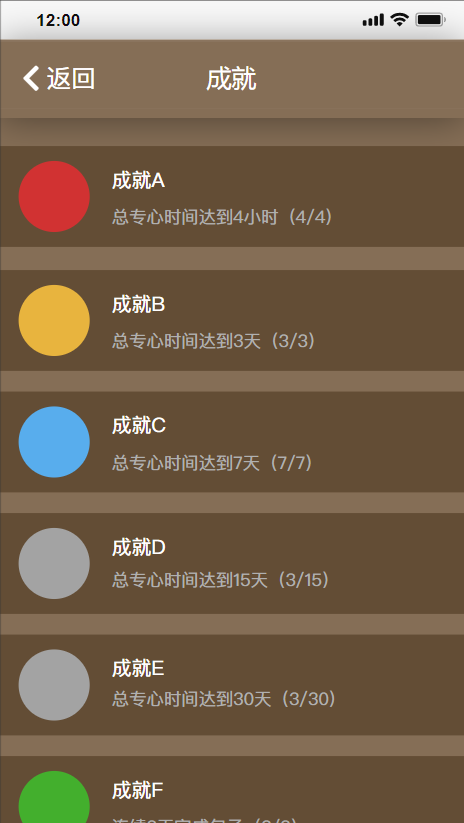 12:00
返回
成就
成就A
总专心时间达到4小时（4/4）
成就B
总专心时间达到3天（3/3）
成就C
总专心时间达到7天（7/7）
成就D
总专心时间达到15天（3/15）
成就E
总专心时间达到30天（3/30）
成就F